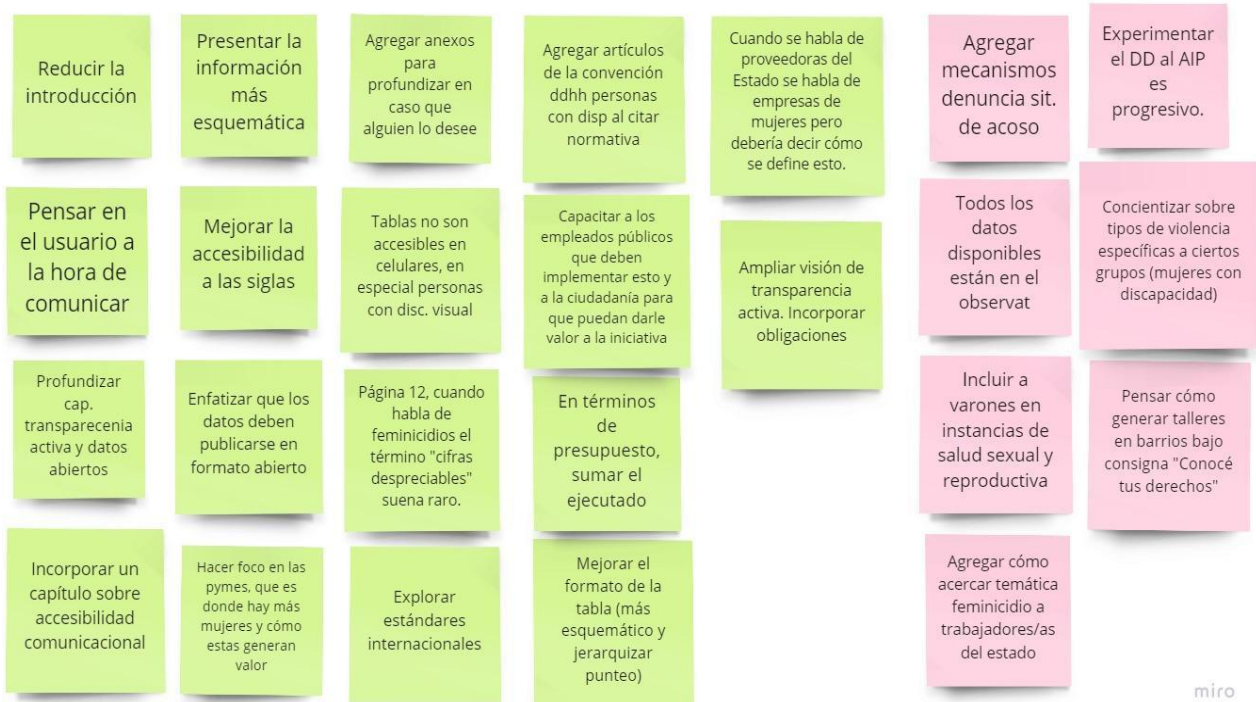 Reducir la
introducción
Presentar la
información
más
esquemática
Agregar anexos
para
profundizar en
caso que
alguien lo desee
Agregar artículos
de la convención
ddhh personas
con disp al citar
normativa
Cuando se habla de
proveedoras del
Estado se habla de
empresas de
mujeres pero
debería decir cómo
se define esto.
Agregar
mecanismos
denuncia sit.
de acoso
Experimentar
el DD al AIP
es
progresivo.
Pensar en
el usuario a
la hora de
comunicar
Mejorar la
accesibilidad
a las siglas
Tablas no son
accesibles en
celulares, en
especial personas
con disc. visual
Capacitar a los
empleados públicos
que deben
implementar esto y
a la ciudadanía para
que puedan darle
valor a la iniciativa
Ampliar visión de
transparencia
activa. Incorporar
obligaciones
Todos los
datos
disponibles
están en el
observat
Concientizar sobre
tipos de violencia
específicas a ciertos
grupos (mujeres con
discapacidad)
Profundizar
cap.
transparecenia
activa y datos
abiertos
Enfatizar que los
datos deben
publicarse en
formato abierto
Página 12, cuando
habla de
feminicidios el
término "cifras
despreciables"
suena raro.
En términos
de
presupuesto,
sumar el
ejecutado
Incluir a
varones en
instancias de
salud sexual y
reproductiva
Pensar cómo
generar talleres
en barrios bajo
consigna "Conocé
tus derechos"
Incorporar un
capítulo sobre
accesibilidad
comunicacional
Hacer foco en las
pymes, que es
donde hay más
mujeres y cómo
estas generan
valor
Explorar
estándares
internacionales
Mejorar el
formato de la
tabla (más
esquemático y
jerarquizar
punteo)
Agregar cómo
acercar temática
feminicidio a
trabajadores/as
del estado
miro